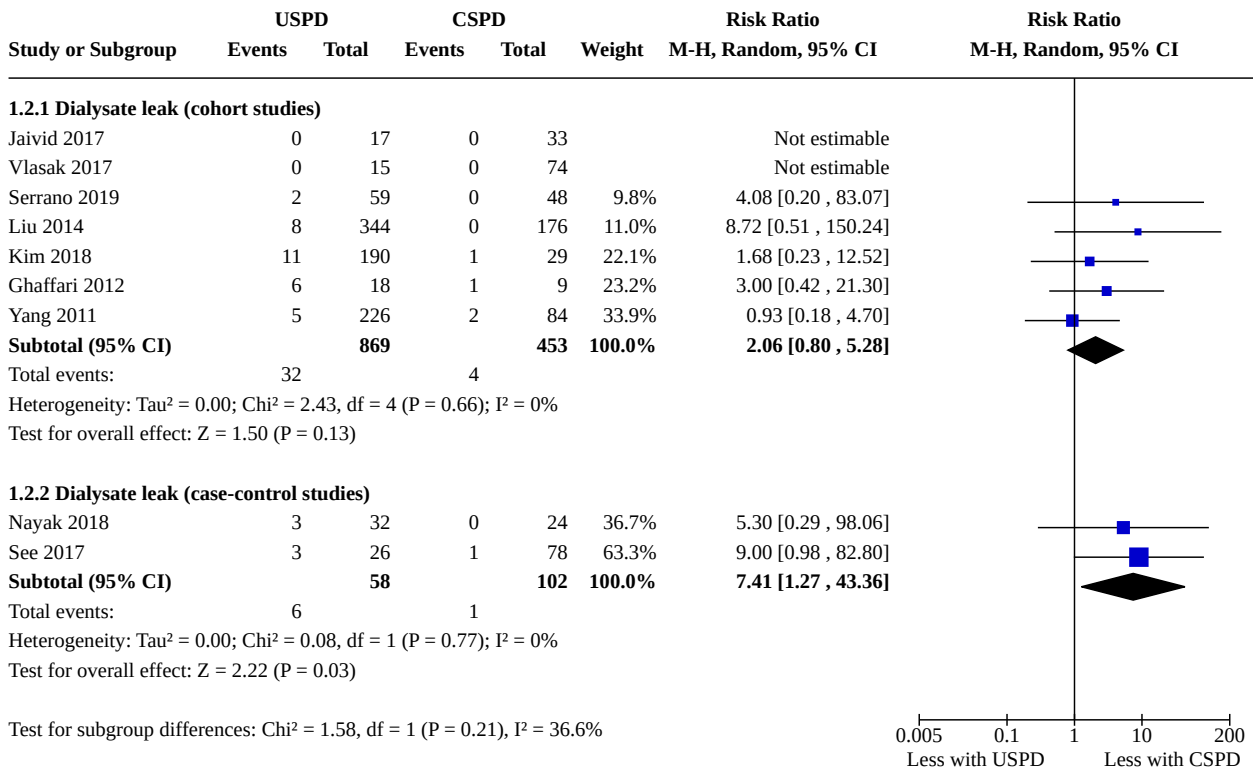 USPD CSPD Risk Ratio Risk Ratio
Study or Subgroup Events Total Events Total Weight M-H, Random, 95% CI M-H, Random, 95% CI
1.2.1 Dialysate leak (cohort studies)
Jaivid 2017 0 17 0 33 Not estimable
Vlasak 2017 0 15 0 74 Not estimable
Serrano 2019 2 59 0 48 9.8% 4.08 [0.20 , 83.07]
Liu 2014 8 344 0 176 11.0% 8.72 [0.51 , 150.24]
Kim 2018 11 190 1 29 22.1% 1.68 [0.23 , 12.52]
Ghaffari 2012 6 18 1 9 23.2% 3.00 [0.42 , 21.30]
Yang 2011 5 226 2 84 33.9% 0.93 [0.18 , 4.70]
Subtotal (95% CI) 869 453 100.0% 2.06 [0.80 , 5.28]
Total events: 32 4
Heterogeneity: Tau² = 0.00; Chi² = 2.43, df = 4 (P = 0.66); I² = 0%
Test for overall effect: Z = 1.50 (P = 0.13)
1.2.2 Dialysate leak (case-control studies)
Nayak 2018 3 32 0 24 36.7% 5.30 [0.29 , 98.06]
See 2017 3 26 1 78 63.3% 9.00 [0.98 , 82.80]
Subtotal (95% CI) 58 102 100.0% 7.41 [1.27 , 43.36]
Total events: 6 1
Heterogeneity: Tau² = 0.00; Chi² = 0.08, df = 1 (P = 0.77); I² = 0%
Test for overall effect: Z = 2.22 (P = 0.03)
Test for subgroup differences: Chi² = 1.58, df = 1 (P = 0.21), I² = 36.6%
0.005 0.1 1 10 200
Less with USPD Less with CSPD